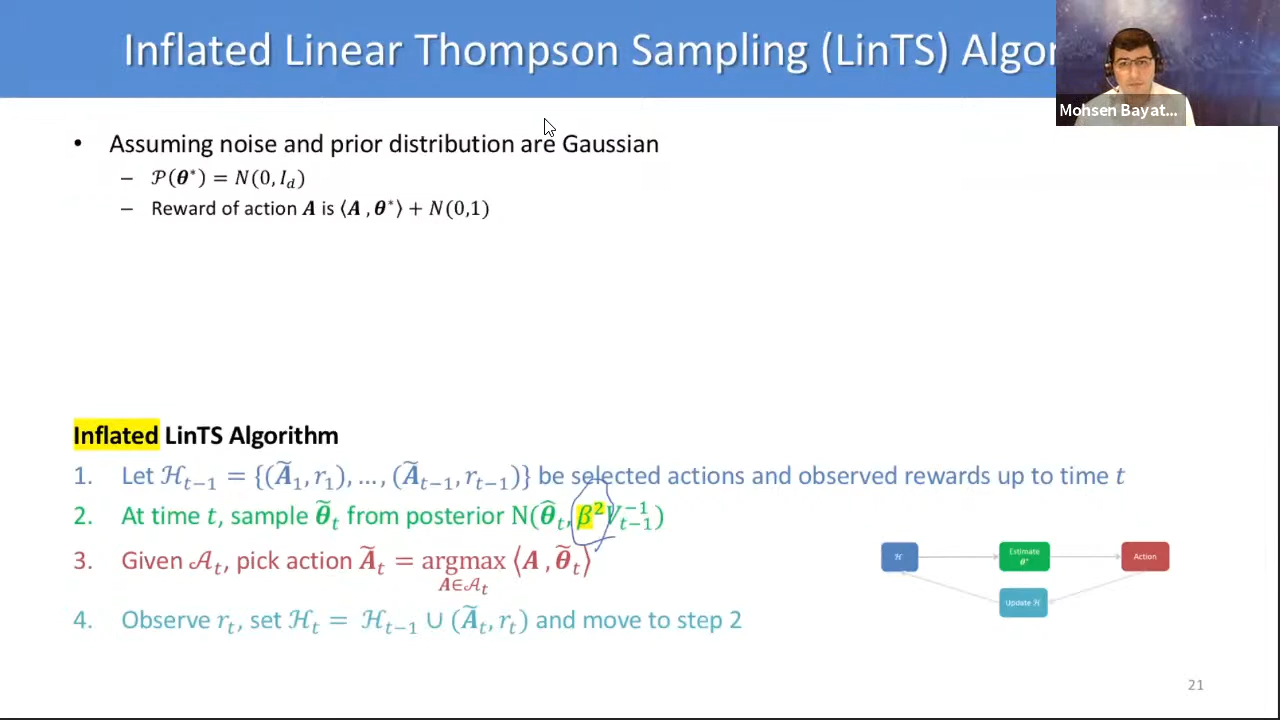 Inflated Linear Thompson Sampling (LinTS) Algor
Mohsen Bayat...
• Assuming noise and prior distribution are Gaussian
– 𝒫(𝜽*) = N(0, I_d)
– Reward of action 𝑨 is ⟨𝑨 , 𝜽*⟩ + N(0,1)
Inflated LinTS Algorithm
1. Let ℋ_{t−1} = {(Ã_1, r_1), … , (Ã_{t−1}, r_{t−1})} be selected actions and observed rewards up to time t
2. At time t, sample θ̃_t from posterior N(θ̂_t, β² V_{t−1}^{−1})
3. Given 𝒜_t, pick action Ã_t = argmax_{A∈𝒜_t} ⟨A , θ̃_t⟩
4. Observe r_t, set ℋ_t = ℋ_{t−1} ∪ (Ã_t, r_t) and move to step 2
ℋ
Estimate
θ*
Action
Update ℋ
21